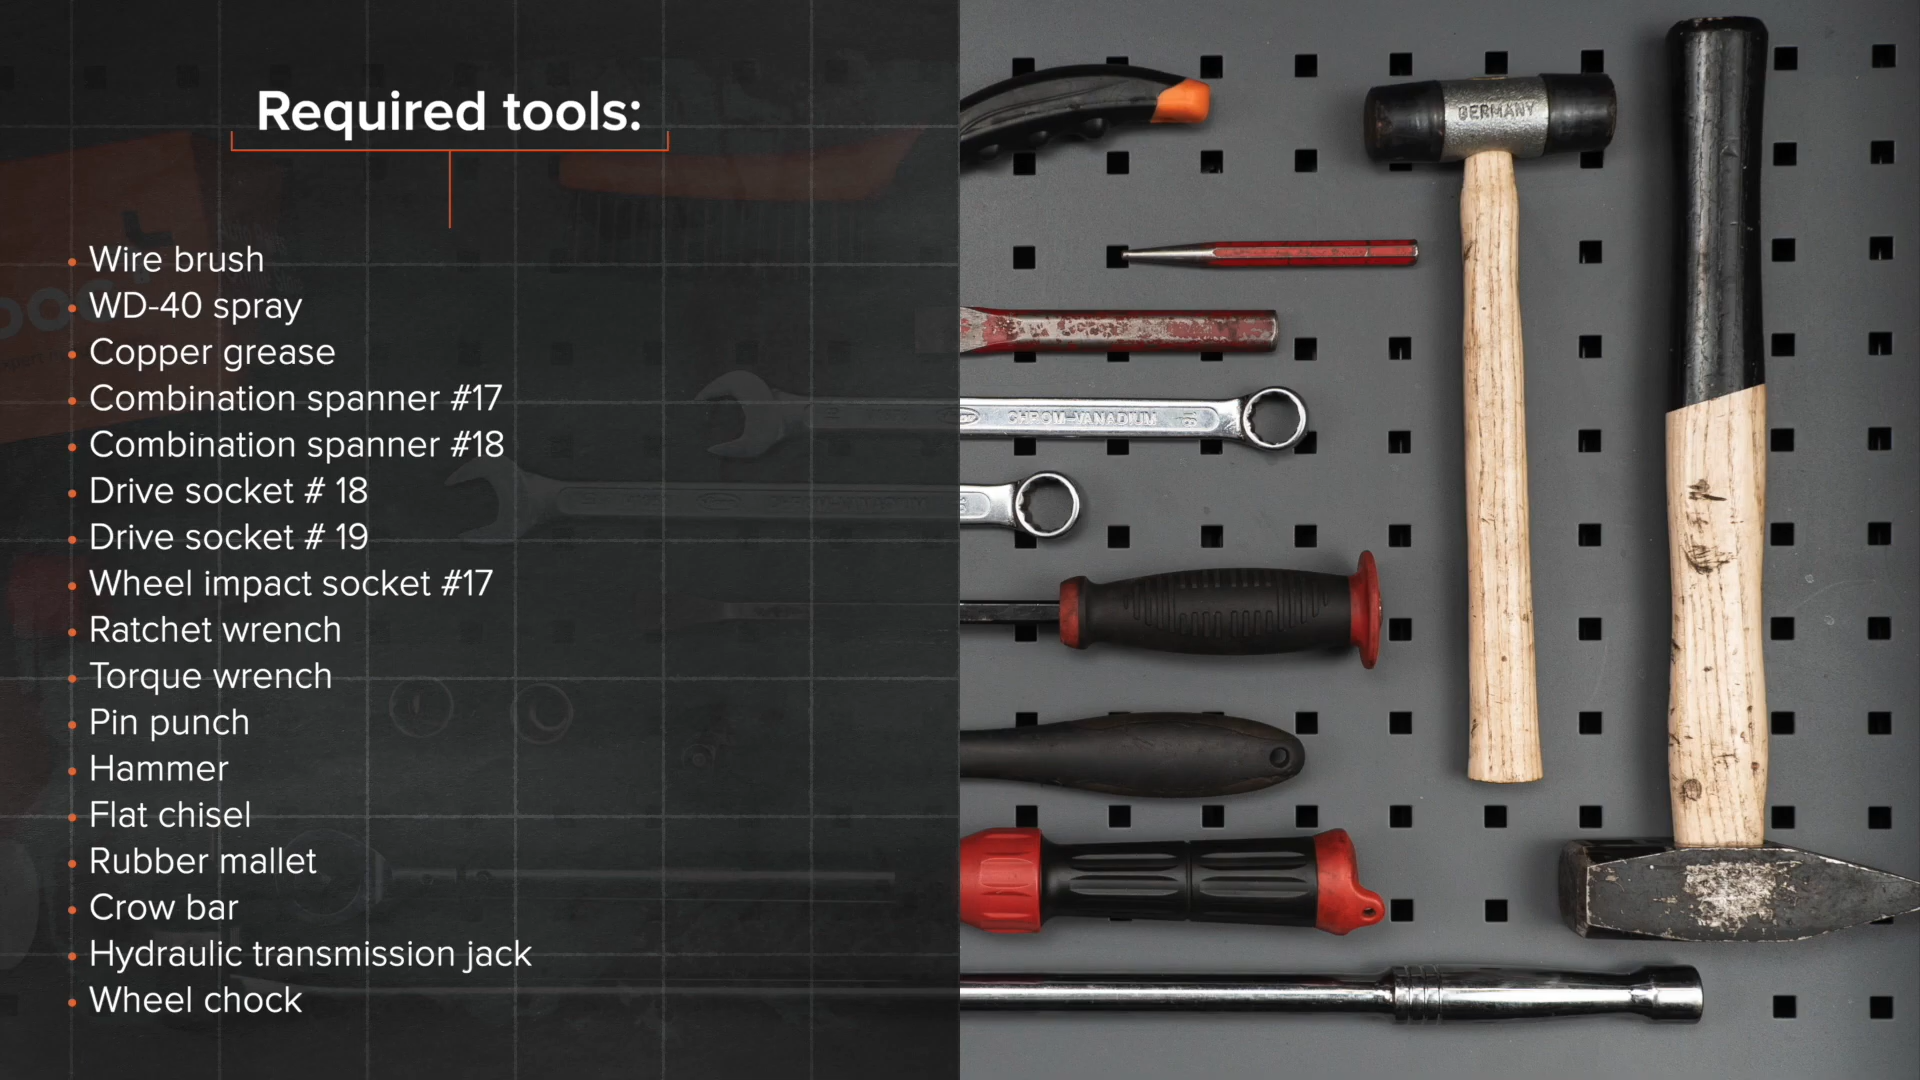 Required tools:
Wire brush
WD-40 spray
Copper grease
Combination spanner #17
Combination spanner #18
Drive socket # 18
Drive socket # 19
Wheel impact socket #17
Ratchet wrench
Torque wrench
Pin punch
Hammer
Flat chisel
Rubber mallet
Crow bar
Hydraulic transmission jack
Wheel chock
GERMANY
CHROM-VANADIUM 18